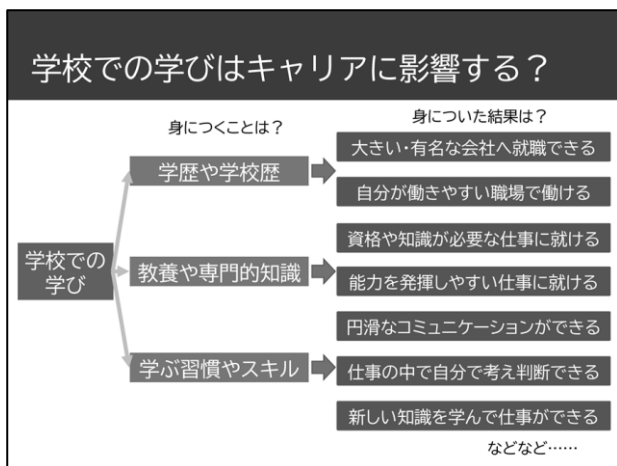 学校での学びはキャリアに影響する？
身につくことは？
身についた結果は？
学校での
学び
学歴や学校歴
大きい・有名な会社へ就職できる
自分が働きやすい職場で働ける
教養や専門的知識
資格や知識が必要な仕事に就ける
能力を発揮しやすい仕事に就ける
学ぶ習慣やスキル
円滑なコミュニケーションができる
仕事の中で自分で考え判断できる
新しい知識を学んで仕事ができる
などなど……